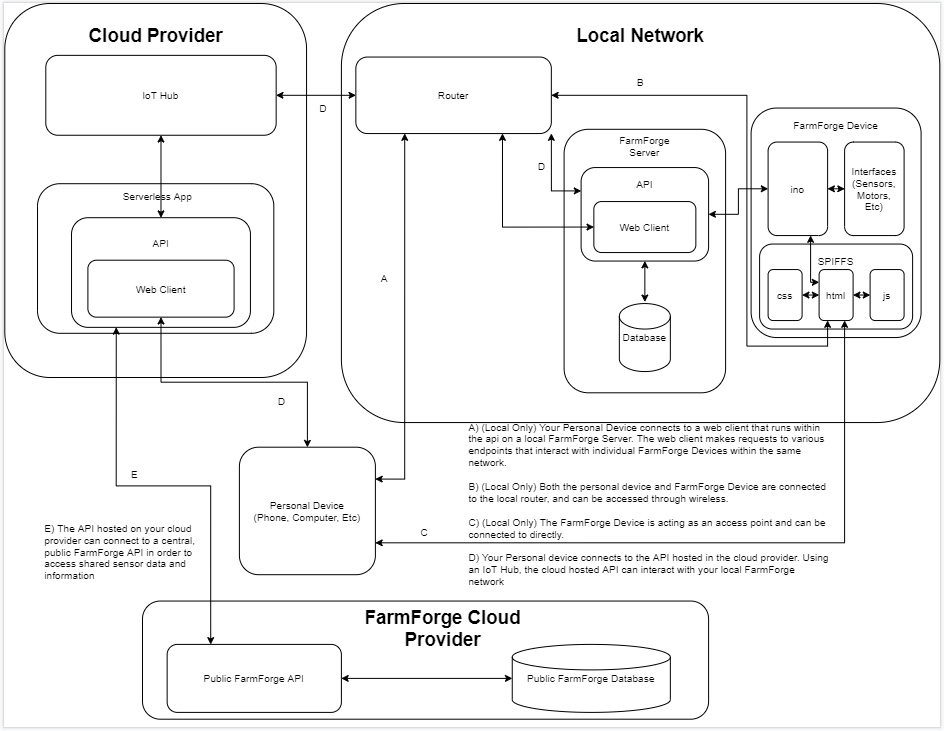 Cloud Provider
Local Network
IoT Hub
Router
B
D
FarmForge Device
FarmForge
Server
D
API
ino
Interfaces
(Sensors,
Motors,
Etc)
Serverless App
API
Web Client
Web Client
SPIFFS
css
html
js
A
Database
D
A) (Local Only) Your Personal Device connects to a web client that runs within
the api on a local FarmForge Server. The web client makes requests to various
endpoints that interact with individual FarmForge Devices within the same
network.
B) (Local Only) Both the personal device and FarmForge Device are connected
to the local router, and can be accessed through wireless.
C) (Local Only) The FarmForge Device is acting as an access point and can be
connected to directly.
D) Your Personal device connects to the API hosted in the cloud provider. Using
an IoT Hub, the cloud hosted API can interact with your local FarmForge
network
E
Personal Device
(Phone, Computer, Etc)
C
E) The API hosted on your cloud
provider can connect to a central,
public FarmForge API in order to
access shared sensor data and
information
FarmForge Cloud
Provider
Public FarmForge API
Public FarmForge Database